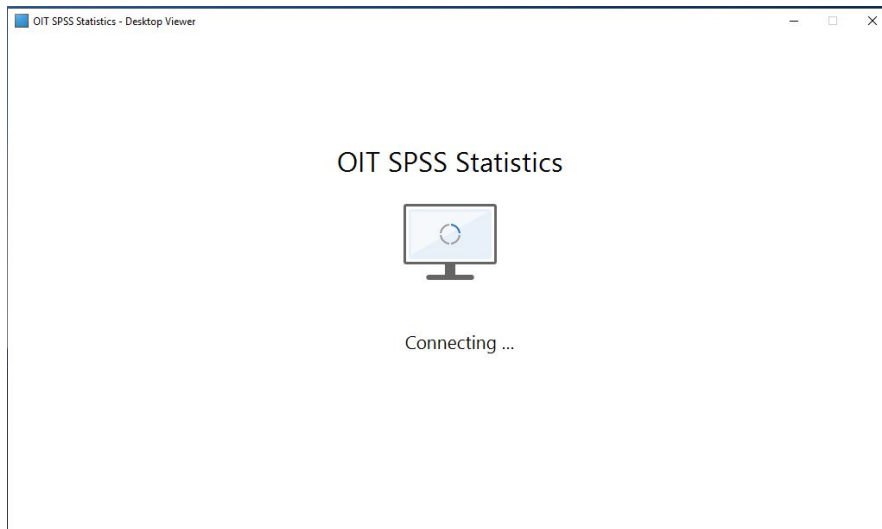 OIT SPSS Statistics - Desktop Viewer
OIT SPSS Statistics
Connecting ...